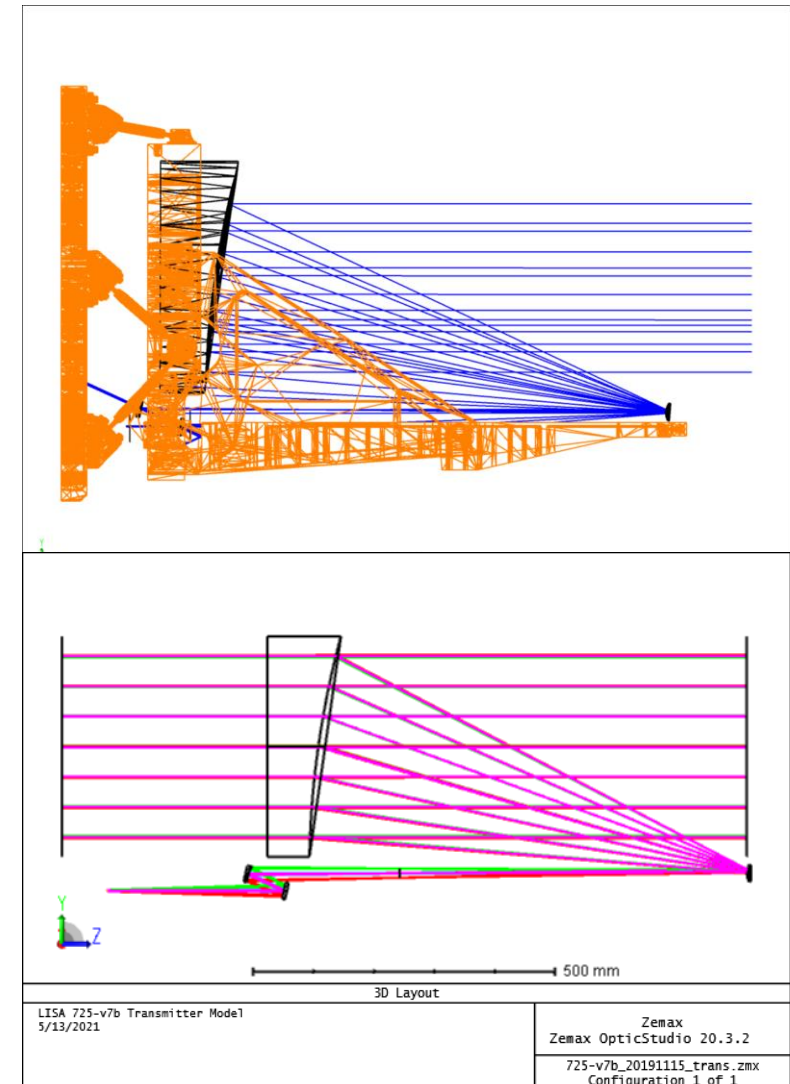 Y
Y
Z
500 mm
3D Layout
LISA 725-v7b Transmitter Model
5/13/2021
Zemax
Zemax OpticStudio 20.3.2
725-v7b_20191115_trans.zmx
Configuration 1 of 1